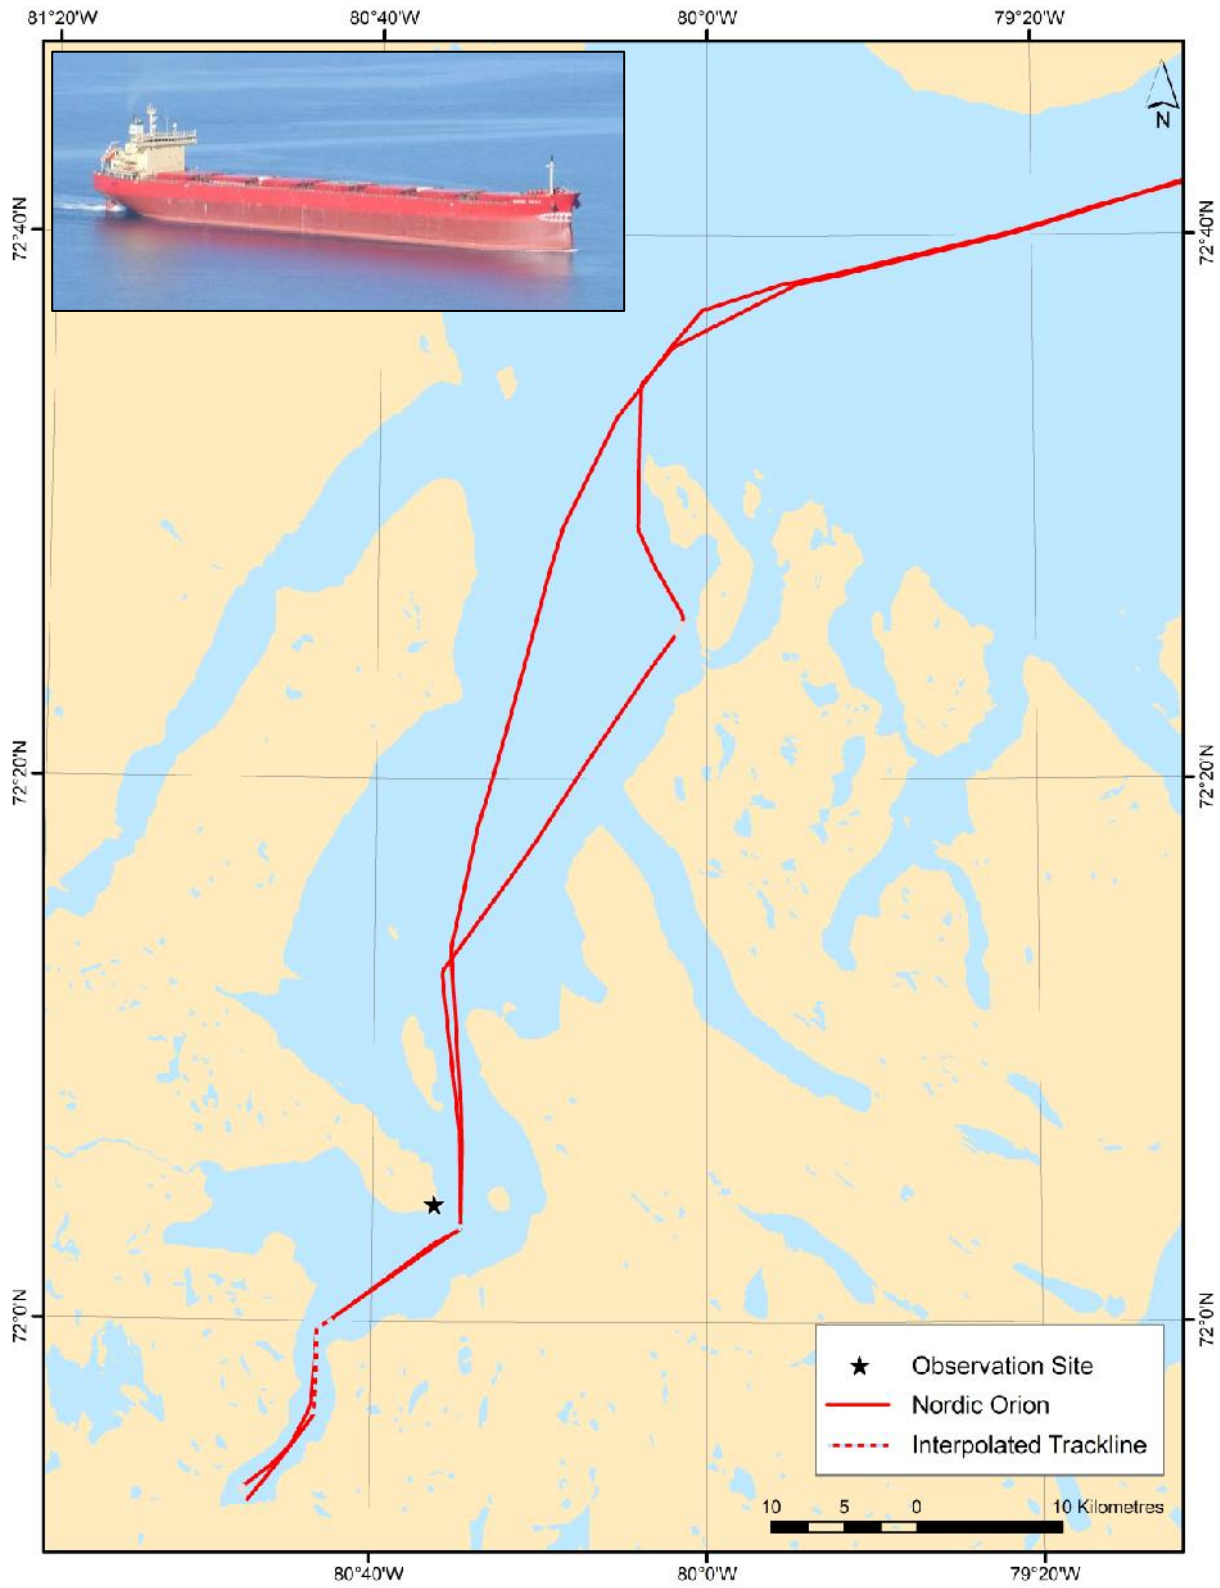 81°20'W 80°40'W 80°0'W 79°20'W
N
72°40'N 72°40'N
72°20'N 72°20'N
72°0'N 72°0'N
Observation Site
Nordic Orion
Interpolated Trackline
10 5 0 10 Kilometres
80°40'W 80°0'W 79°20'W